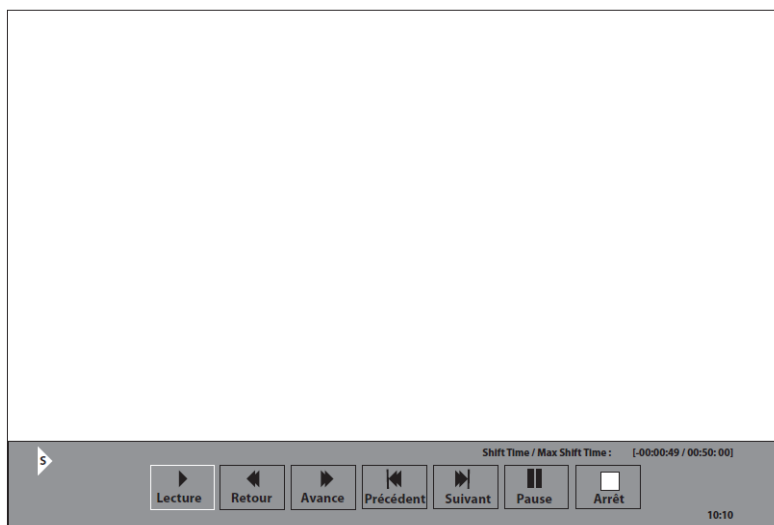 Shift Time / Max Shift Time : [-00:00:49 / 00:50: 00]
S
Lecture Retour Avance Précédent Suivant Pause Arrêt
10:10